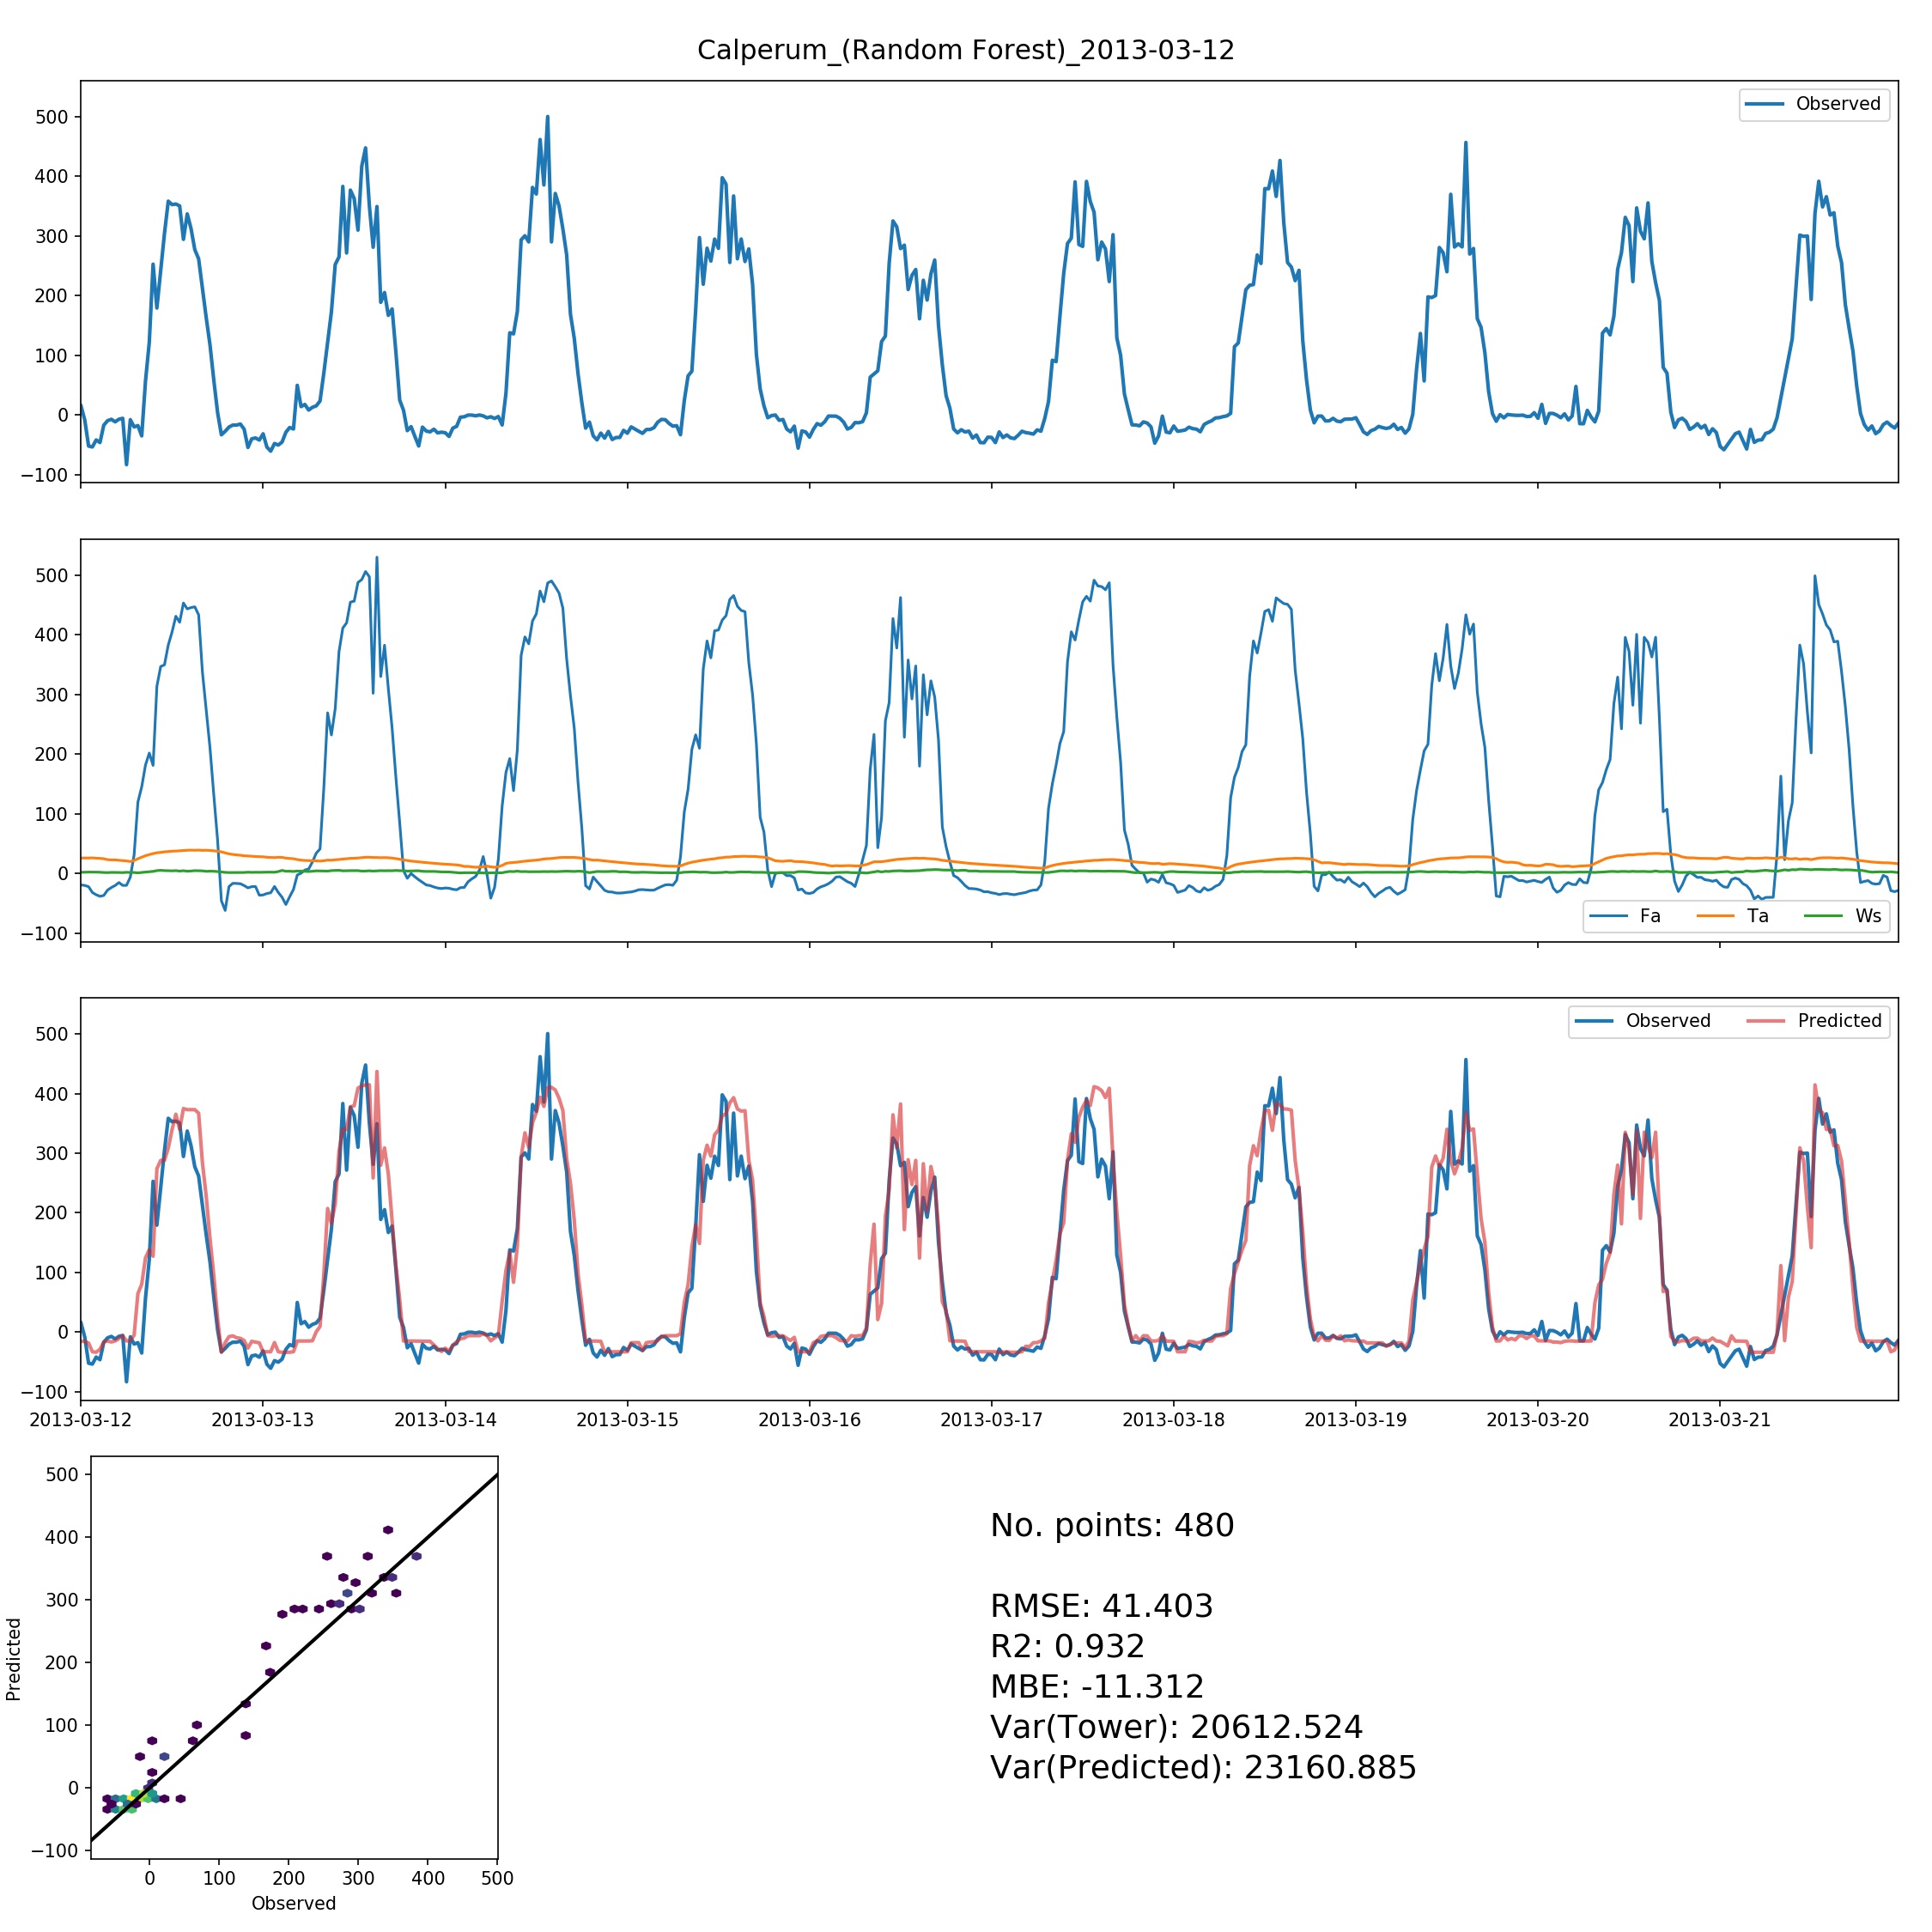 Calperum_(Random Forest)_2013-03-12
Observed
500
400
300
200
100
0
−100
500
400
300
200
100
0
−100
Fa Ta Ws
Observed Predicted
500
400
300
200
100
0
−100
2013-03-12 2013-03-13 2013-03-14 2013-03-15 2013-03-16 2013-03-17 2013-03-18 2013-03-19 2013-03-20 2013-03-21
500
400
300
200
100
0
−100
Predicted
0 100 200 300 400 500
Observed
No. points: 480
RMSE: 41.403
R2: 0.932
MBE: -11.312
Var(Tower): 20612.524
Var(Predicted): 23160.885